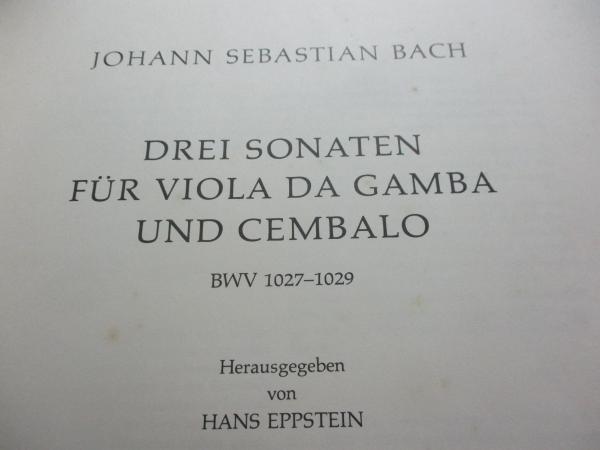 JOHANN SEBASTIAN BACH
DREI SONATEN
FÜR VIOLA DA GAMBA
UND CEMBALO
BWV 1027–1029
Herausgegeben
von
HANS EPPSTEIN